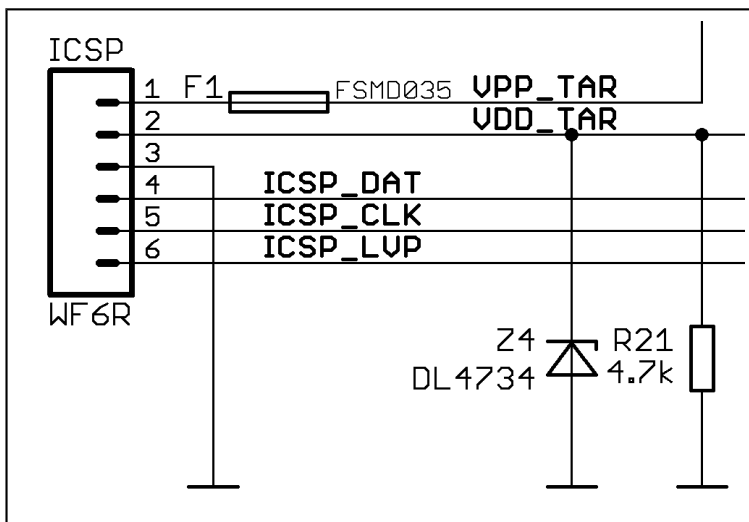 ICSP
1 F1 FSMD035 VPP_TAR
2 VDD_TAR
3
4 ICSP_DAT
5 ICSP_CLK
6 ICSP_LVP
WF6R
Z4 R21
DL4734 4.7k